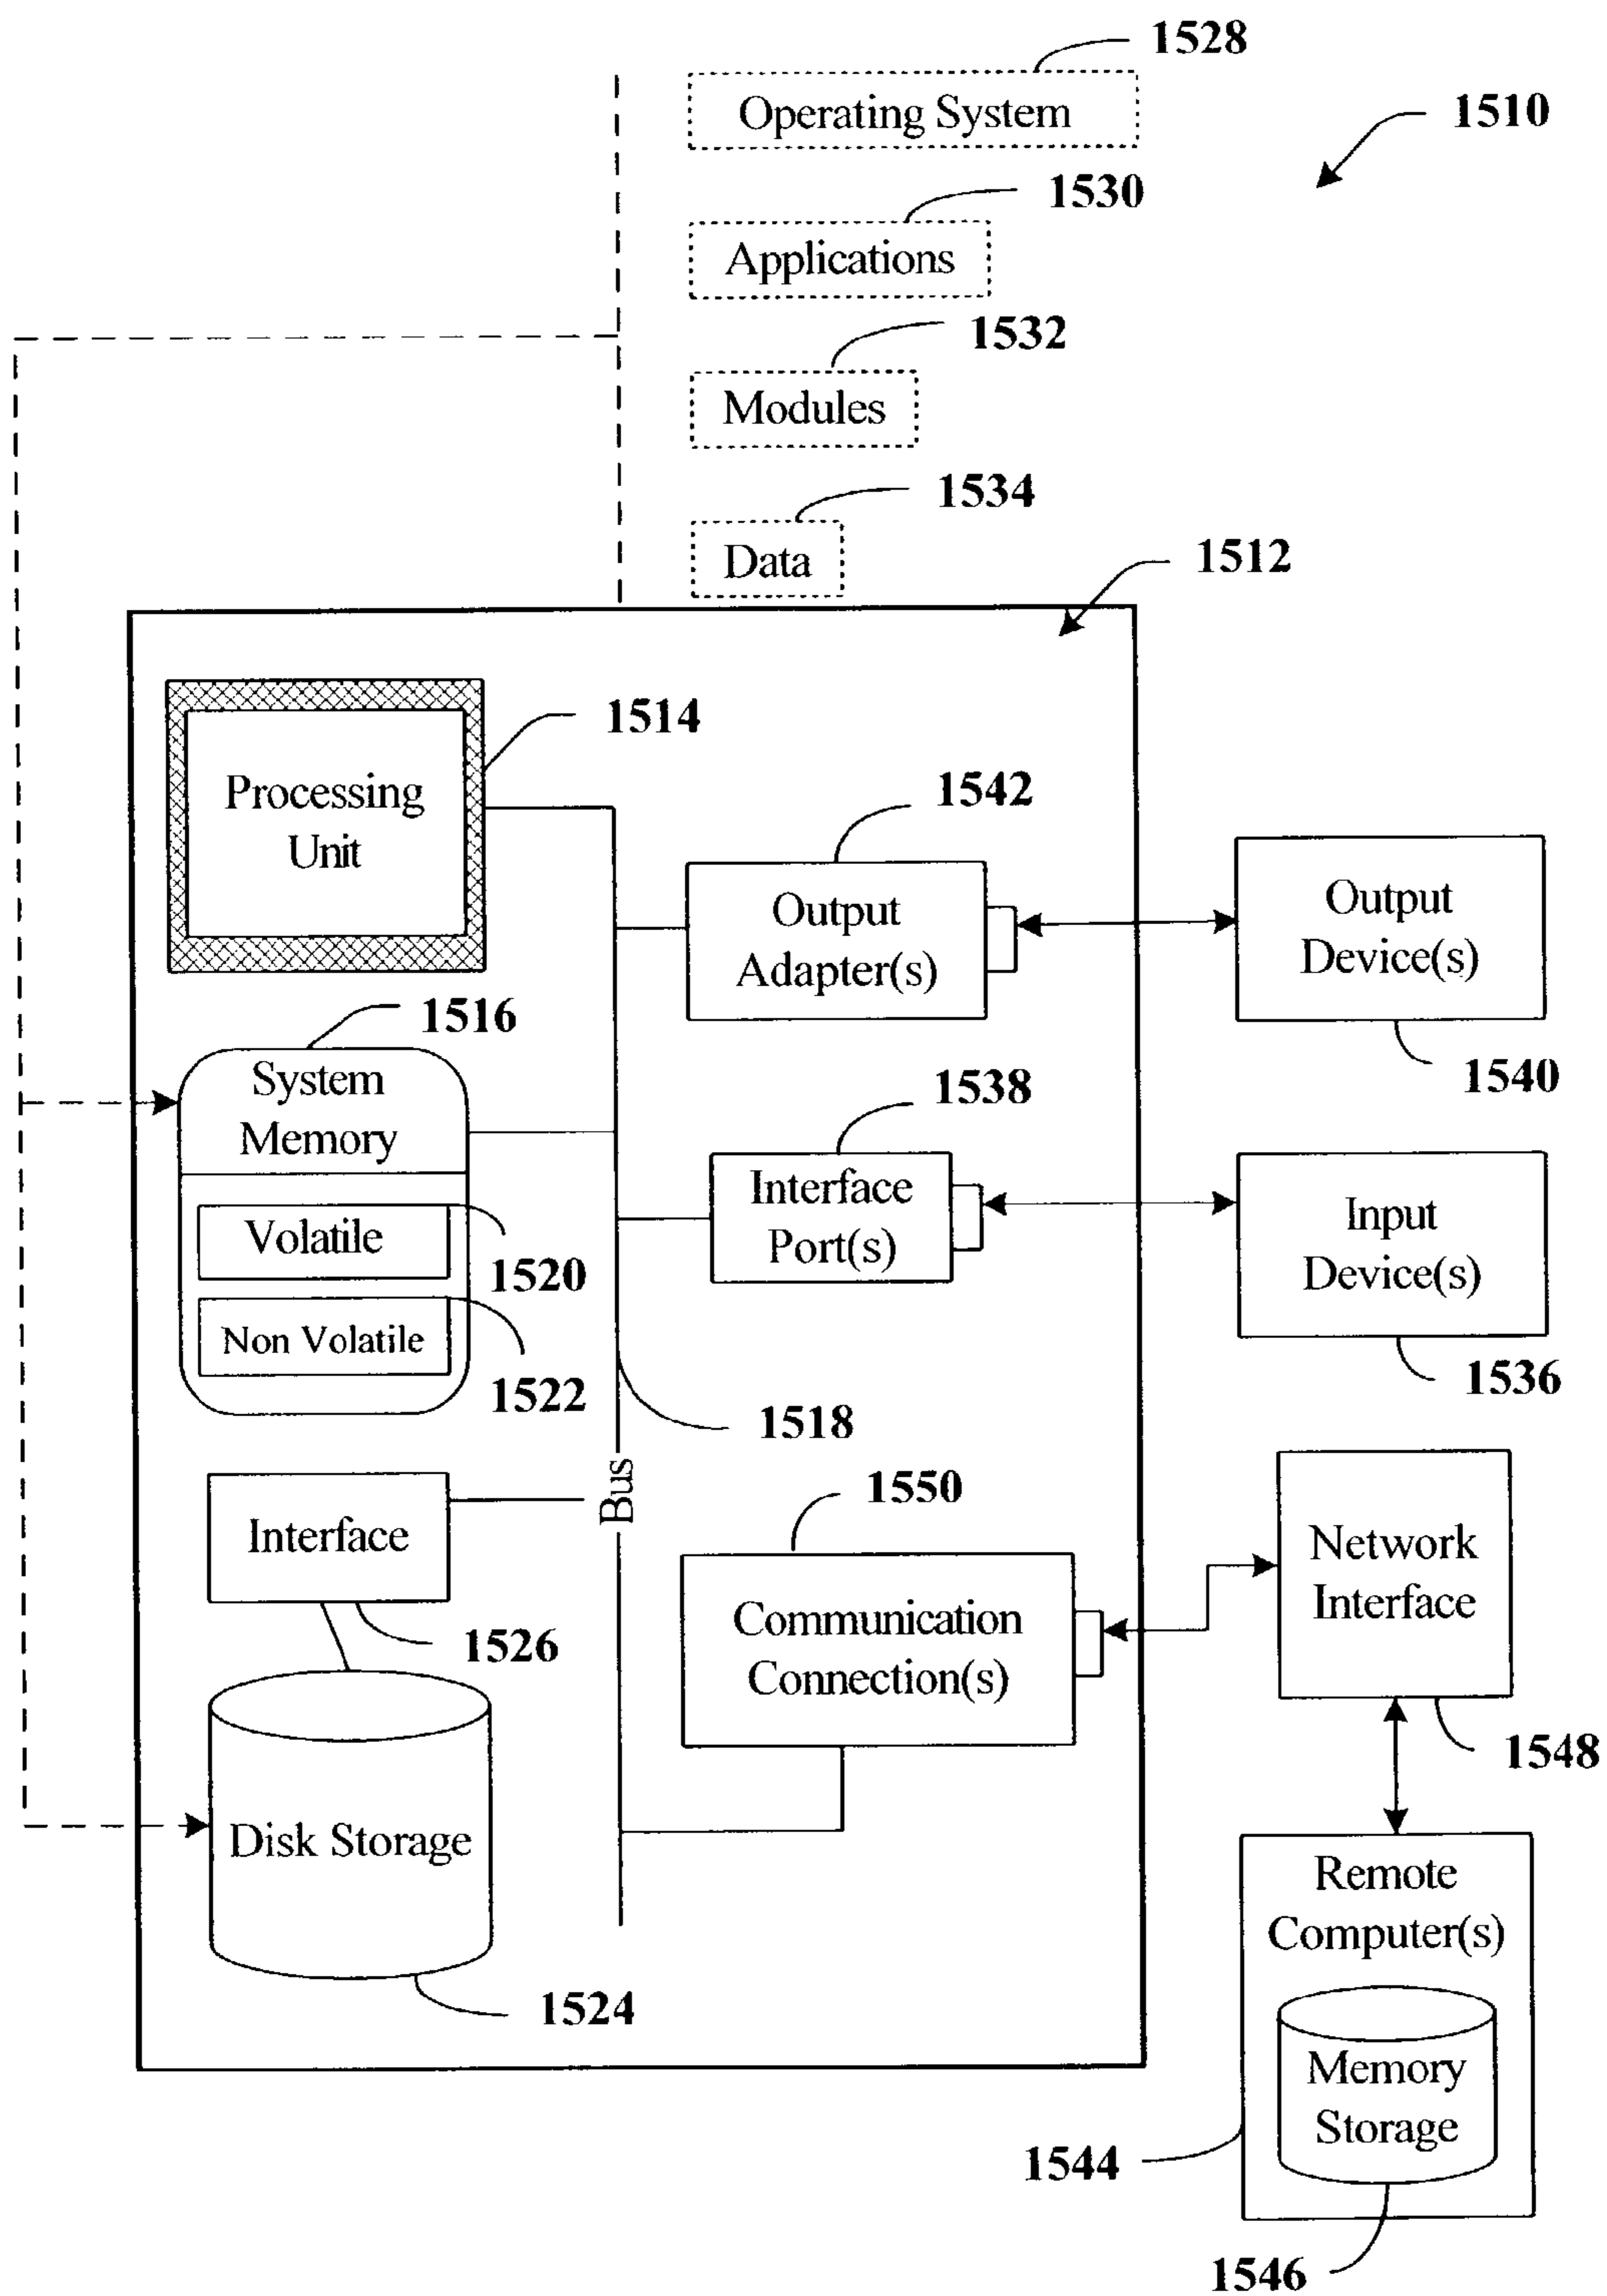 1528
Operating System
1510
1530
Applications
1532
Modules
1534
Data
1512
1514
Processing
Unit
1542
Output
Adapter(s)
Output
Device(s)
1540
1516
System
Memory
1538
Interface
Port(s)
Input
Device(s)
1536
Volatile
1520
Non Volatile
1522
1518
Bus
1550
Interface
1526
Communication
Connection(s)
Network
Interface
1548
Disk Storage
1524
Remote
Computer(s)
Memory
Storage
1544
1546